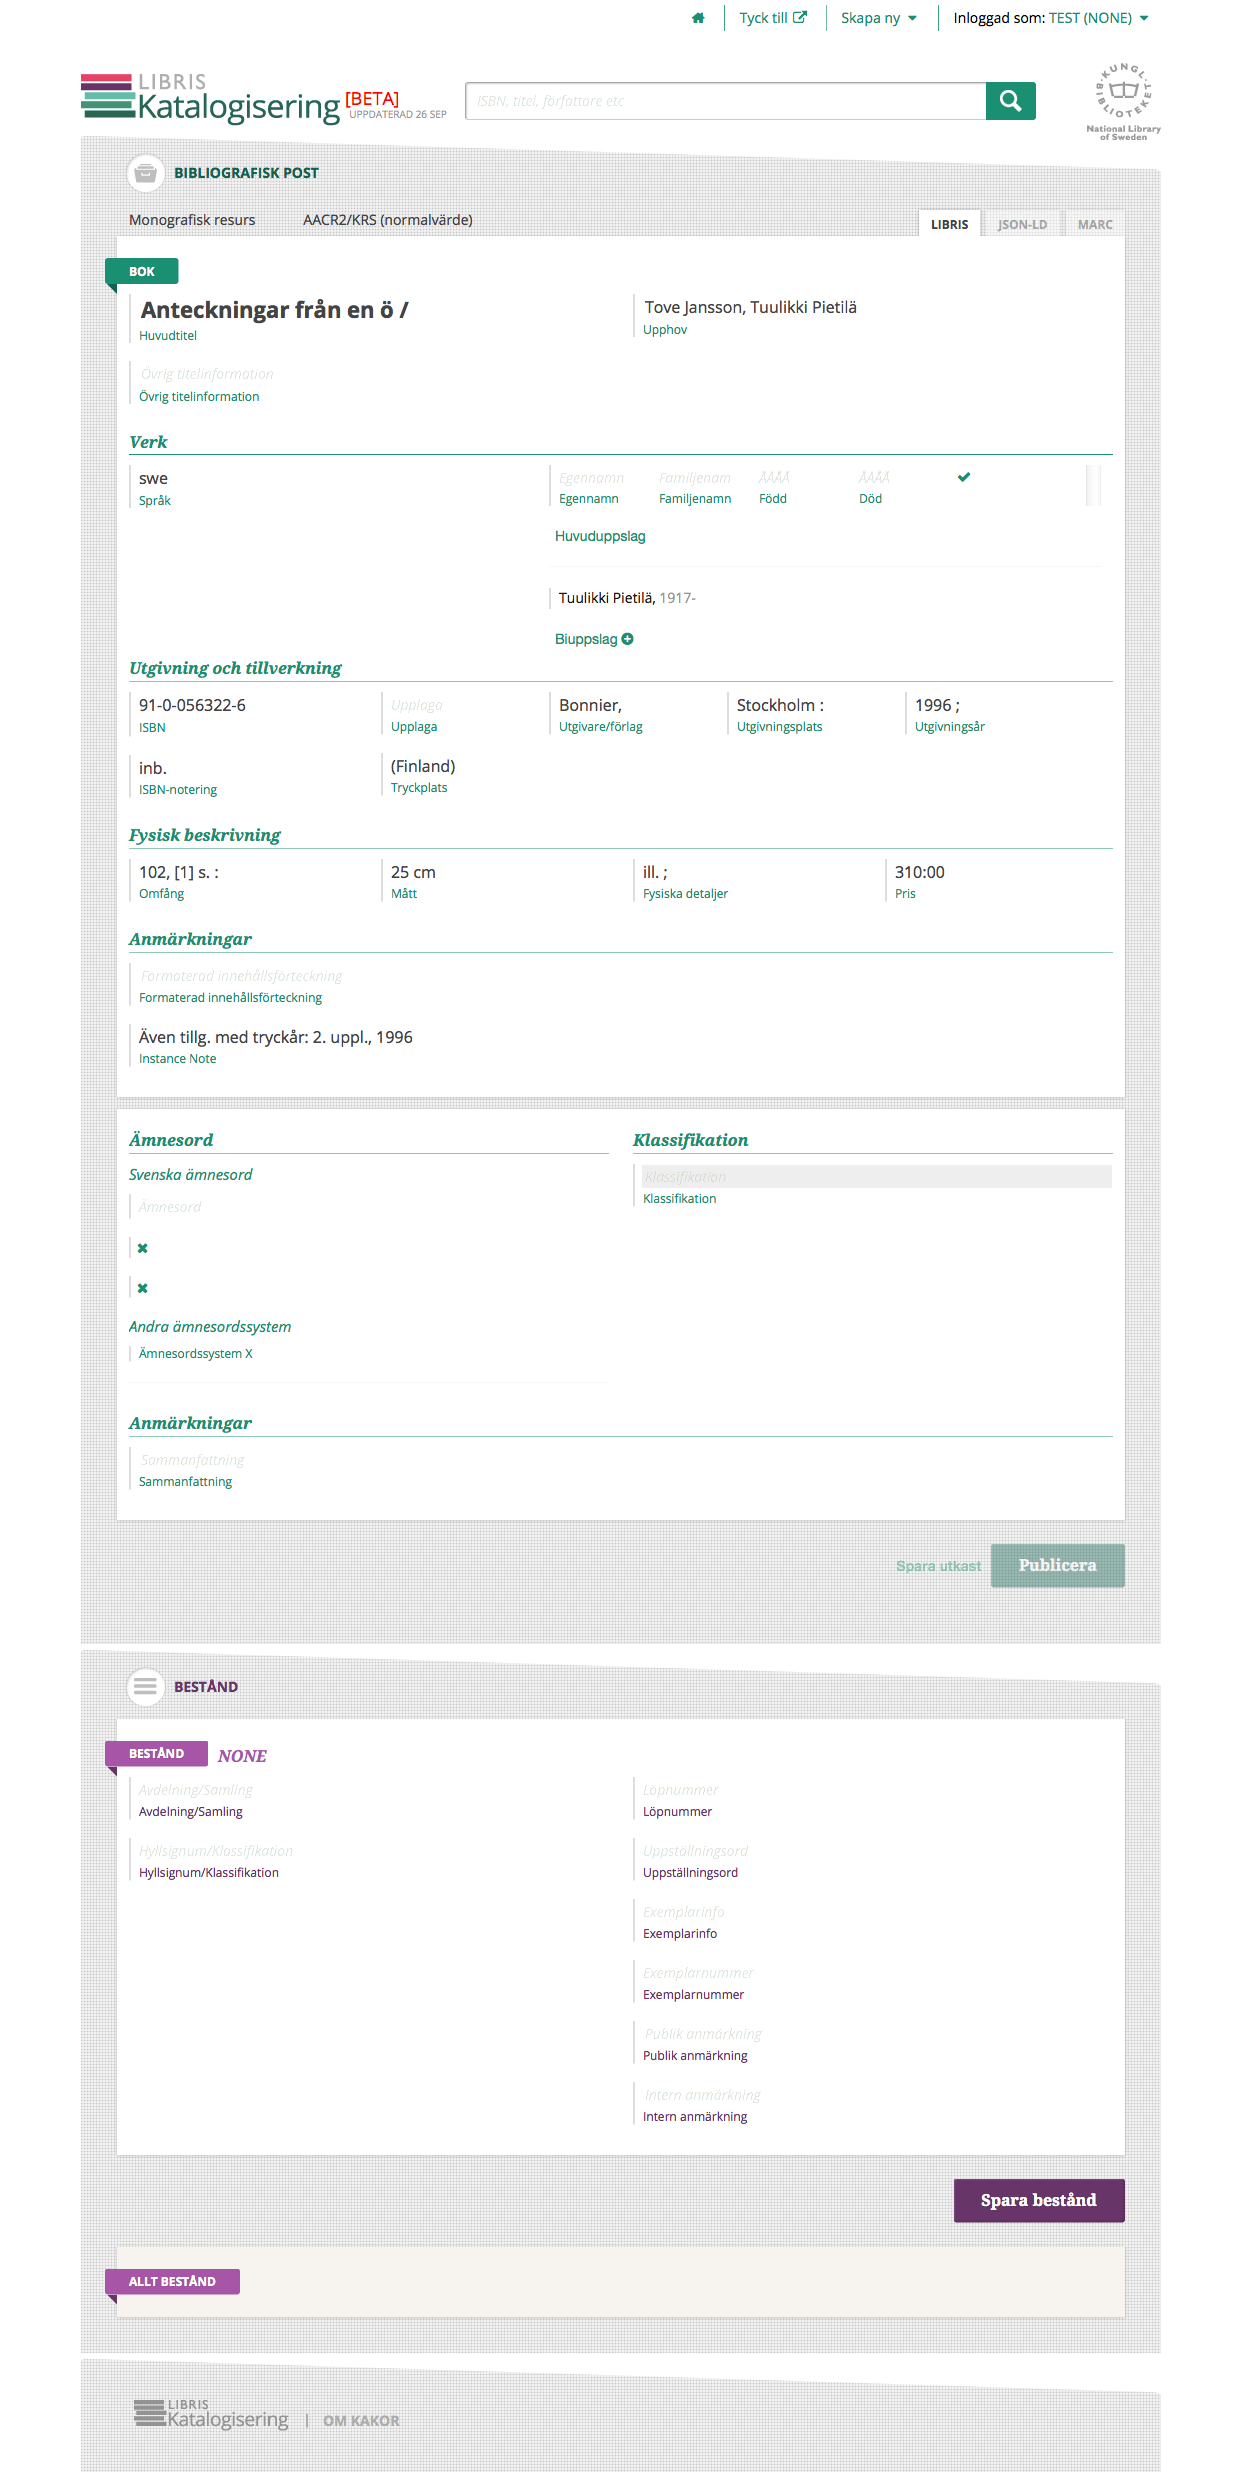 Tyck till
Skapa ny
Inloggad som: TEST (NONE)
LIBRIS
Katalogisering [BETA]
UPPDATERAD 26 SEP
ISBN, titel, författare etc
KUNGL. BIBLIOTEKET
National Library
of Sweden
BIBLIOGRAFISK POST
Monografisk resurs AACR2/KRS (normalvärde)
LIBRIS JSON-LD MARC
BOK
Anteckningar från en ö /
Huvudtitel
Tove Jansson, Tuulikki Pietilä
Upphov
Övrig titelinformation
Övrig titelinformation
Verk
swe
Språk
Egennamn Familjenam ÅÅÅÅ ÅÅÅÅ
Egennamn Familjenamn Född Död
Huvuduppslag
Tuulikki Pietilä, 1917-
Biuppslag
Utgivning och tillverkning
91-0-056322-6 Upplaga Bonnier, Stockholm : 1996 ;
ISBN Upplaga Utgivare/förlag Utgivningsplats Utgivningsår
inb. (Finland)
ISBN-notering Tryckplats
Fysisk beskrivning
102, [1] s. : 25 cm ill. ; 310:00
Omfång Mått Fysiska detaljer Pris
Anmärkningar
Formaterad innehållsförteckning
Formaterad innehållsförteckning
Även tillg. med tryckår: 2. uppl., 1996
Instance Note
Ämnesord
Svenska ämnesord
Ämnesord
Andra ämnesordssystem
Ämnesordssystem X
Klassifikation
Klassifikation
Klassifikation
Anmärkningar
Sammanfattning
Sammanfattning
Spara utkast Publicera
BESTÅND
BESTÅND NONE
Avdelning/Samling
Avdelning/Samling
Hyllsignum/Klassifikation
Hyllsignum/Klassifikation
Löpnummer
Löpnummer
Uppställningsord
Uppställningsord
Exemplarinfo
Exemplarinfo
Exemplarnummer
Exemplarnummer
Publik anmärkning
Publik anmärkning
Intern anmärkning
Intern anmärkning
Spara bestånd
ALLT BESTÅND
LIBRIS
Katalogisering | OM KAKOR